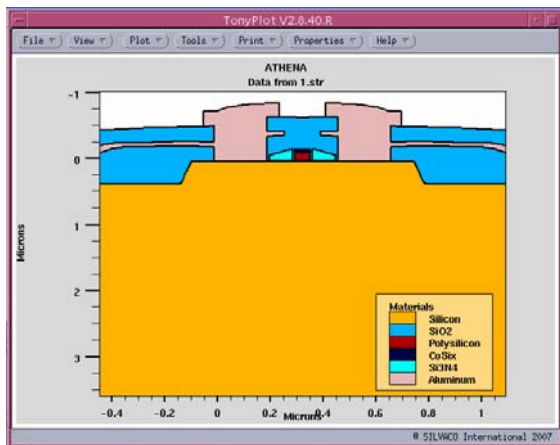 TonyPlot V2.8.40.R
File View Plot Tools Print Properties Help
ATHENA
Data from 1.str
-1
0
1
2
3
Microns
-0.4 -0.2 0 0.2 0.4 0.6 0.8 1
Microns
Materials
Silicon
SiO2
Polysilicon
CoSix
Si3N4
Aluminum
© SILVACO International 2007